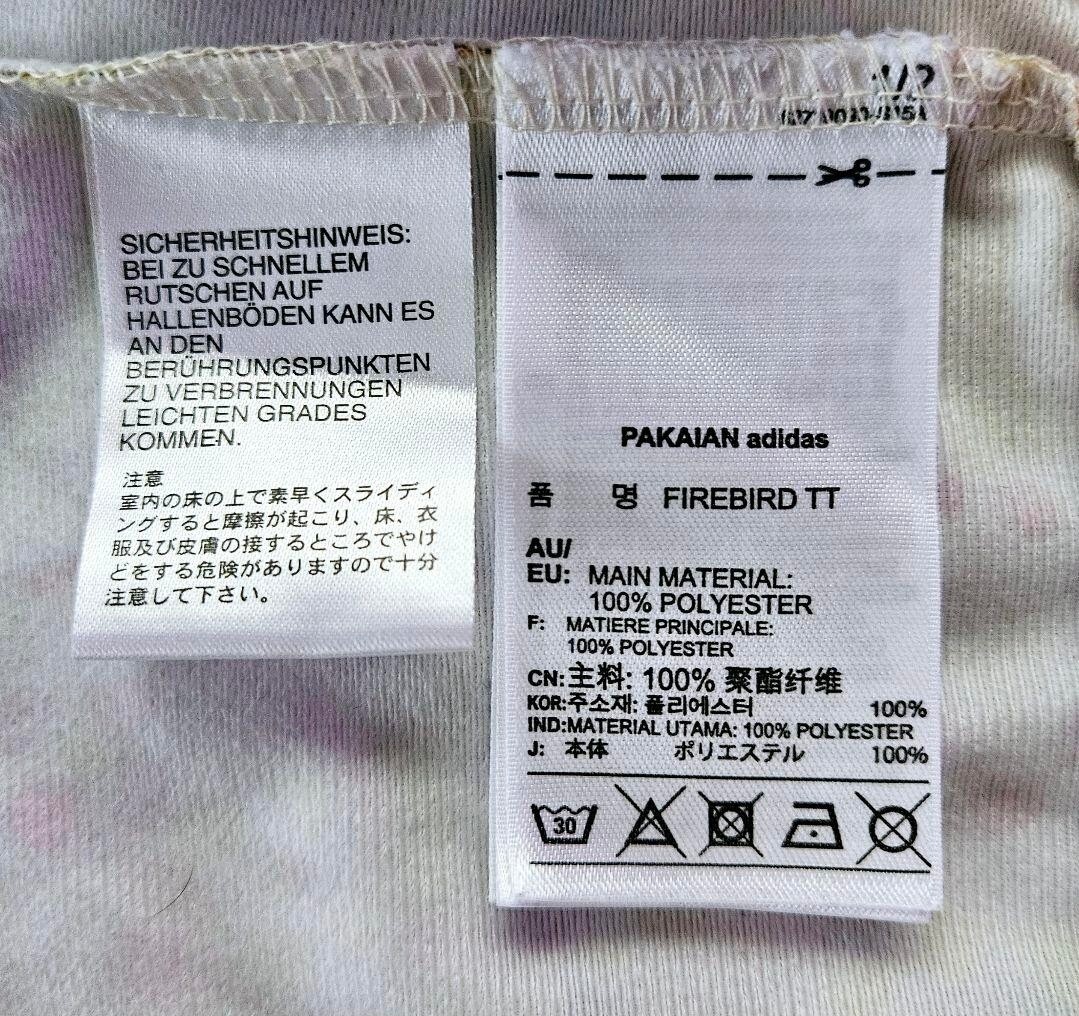 SICHERHEITSHINWEIS:
BEI ZU SCHNELLEM
RUTSCHEN AUF
HALLENBÖDEN KANN ES
AN DEN
BERÜHRUNGSPUNKTEN
ZU VERBRENNUNGEN
LEICHTEN GRADES
KOMMEN.
注意
室内の床の上で素早くスライディ
ングすると摩擦が起こり、床、衣
服及び皮膚の接するところでやけ
どをする危険がありますので十分
注意して下さい。
1/2
PAKAIAN adidas
품 명 FIREBIRD TT
AU/
EU: MAIN MATERIAL:
100% POLYESTER
F: MATIERE PRINCIPALE:
100% POLYESTER
CN:主料: 100% 聚酯纤维
KOR:주소재: 폴리에스터 100%
IND:MATERIAL UTAMA: 100% POLYESTER
J: 本体 ポリエステル 100%
30